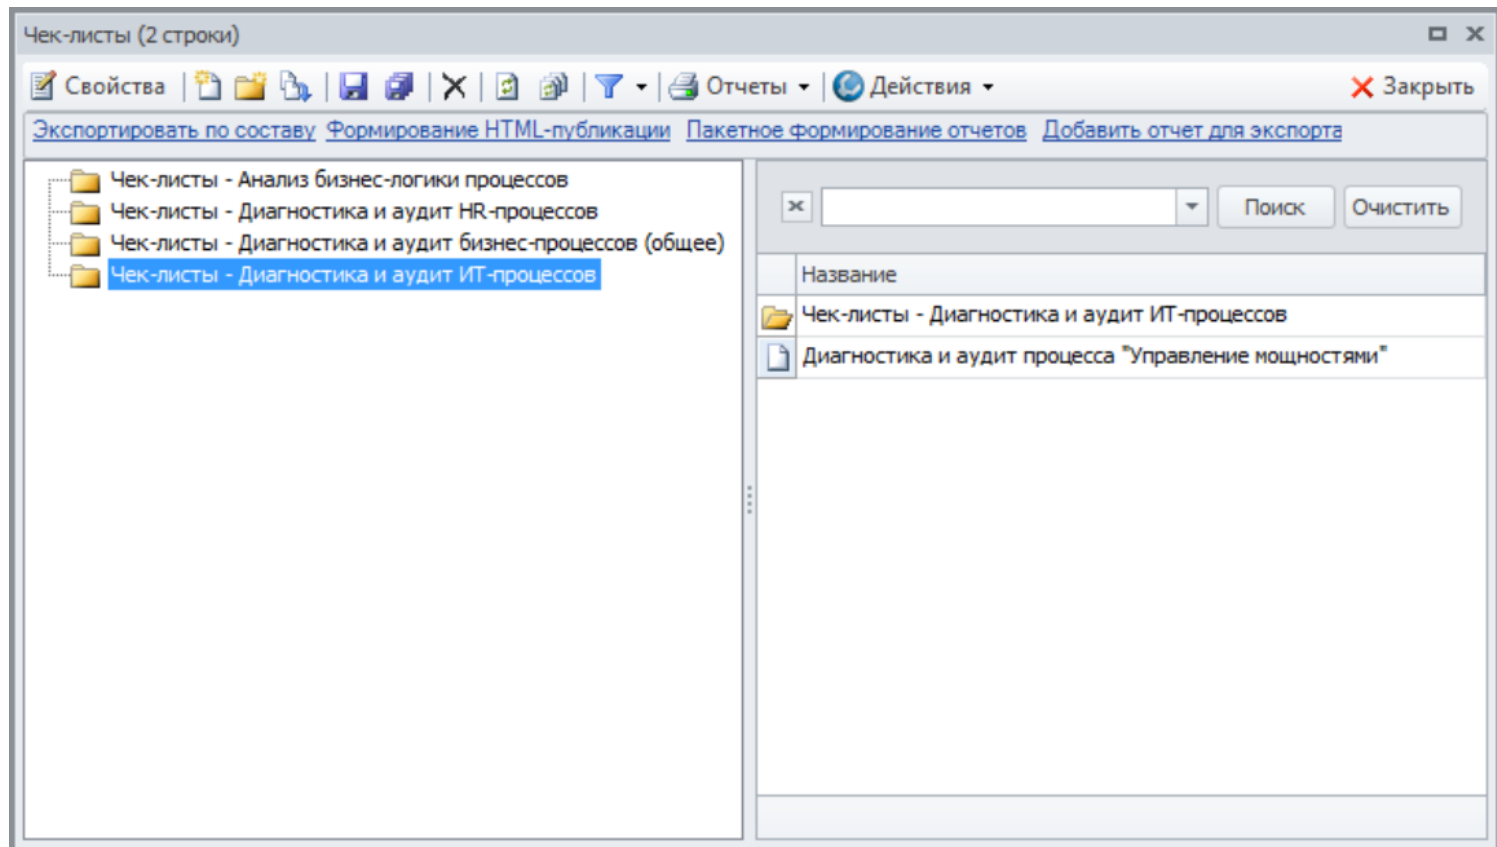 Чек-листы (2 строки)
Свойства Отчеты Действия Закрыть
Экспортировать по составу Формирование HTML-публикации Пакетное формирование отчетов Добавить отчет для экспорта
Чек-листы - Анализ бизнес-логики процессов
Чек-листы - Диагностика и аудит HR-процессов
Чек-листы - Диагностика и аудит бизнес-процессов (общее)
Чек-листы - Диагностика и аудит ИТ-процессов
Поиск Очистить
Название
Чек-листы - Диагностика и аудит ИТ-процессов
Диагностика и аудит процесса "Управление мощностями"